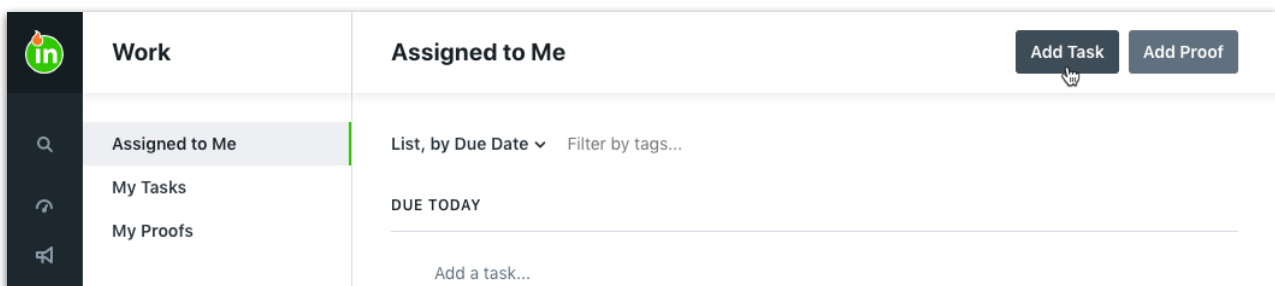 in
Work
Assigned to Me
Add Task
Add Proof
Assigned to Me
List, by Due Date
Filter by tags...
My Tasks
DUE TODAY
My Proofs
Add a task...